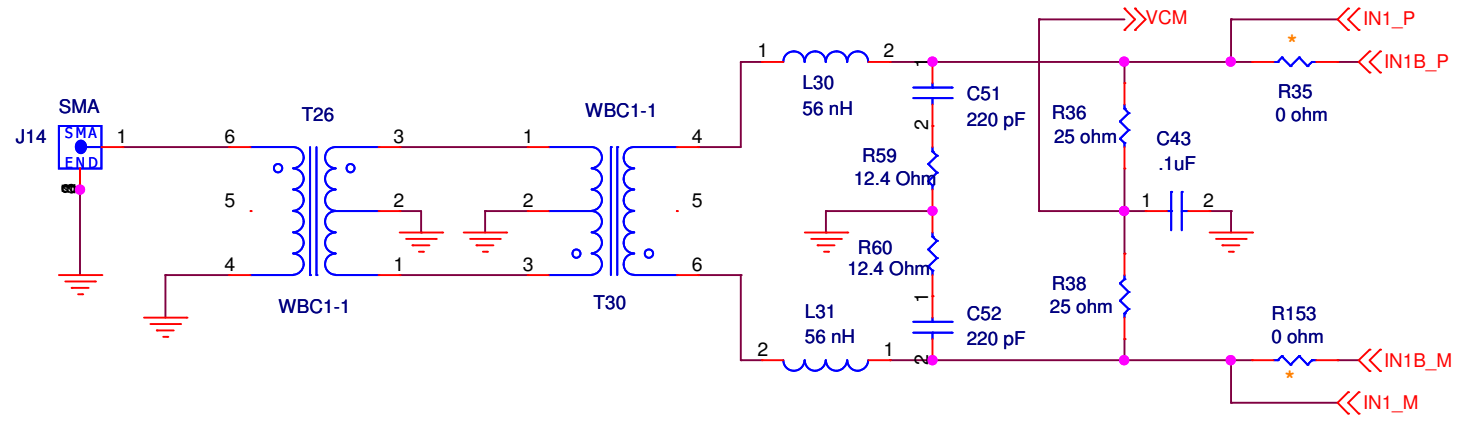 VCM
IN1_P
*
1
2
1
IN1B_P
L30
56 nH
C51
220 pF
R35
0 ohm
SMA
J14
SMA
END
1
6
T26
3
WBC1-1
1
4
2
R36
25 ohm
C43
.1uF
R59
12.4 Ohm
5
2
2
5
1
2
R60
12.4 Ohm
4
1
3
6
WBC1-1
T30
1
R38
25 ohm
L31
56 nH
C52
220 pF
R153
0 ohm
2
1
2
IN1B_M
*
IN1_M